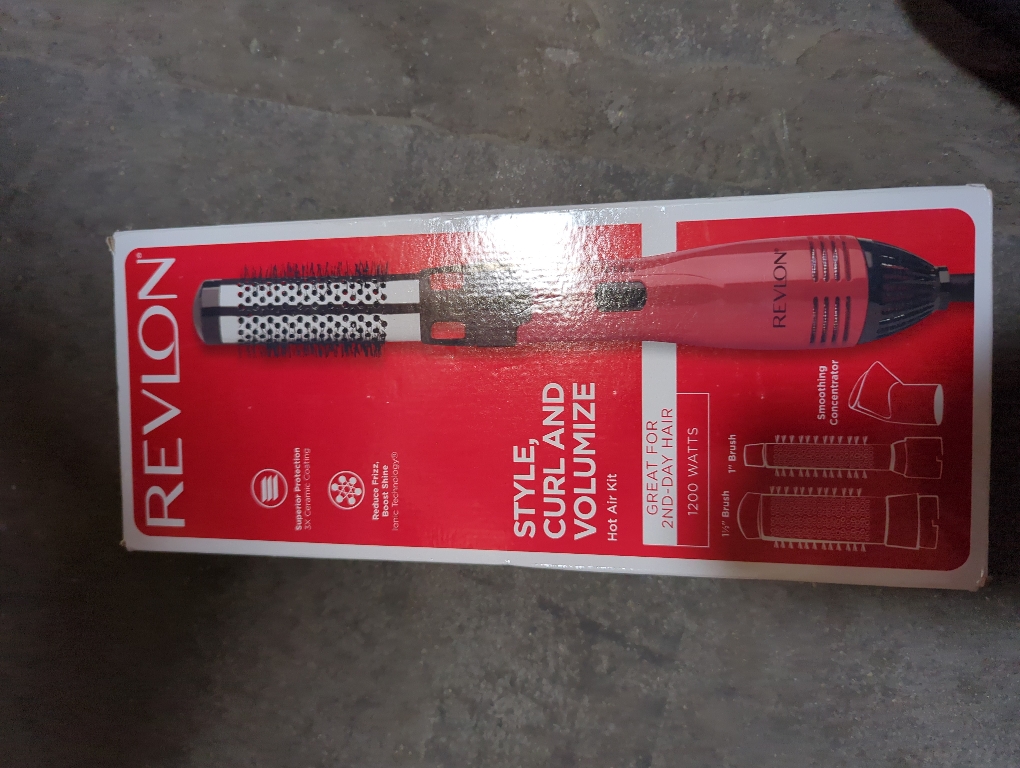 REVLON®
REVLON®
Superior Protection
3X Ceramic Coating
Reduce Frizz,
Boost Shine
Ionic Technology®
STYLE,
CURL AND
VOLUMIZE
Hot Air Kit
GREAT FOR
2ND-DAY HAIR
1200 WATTS
1½" Brush
1" Brush
Smoothing
Concentrator